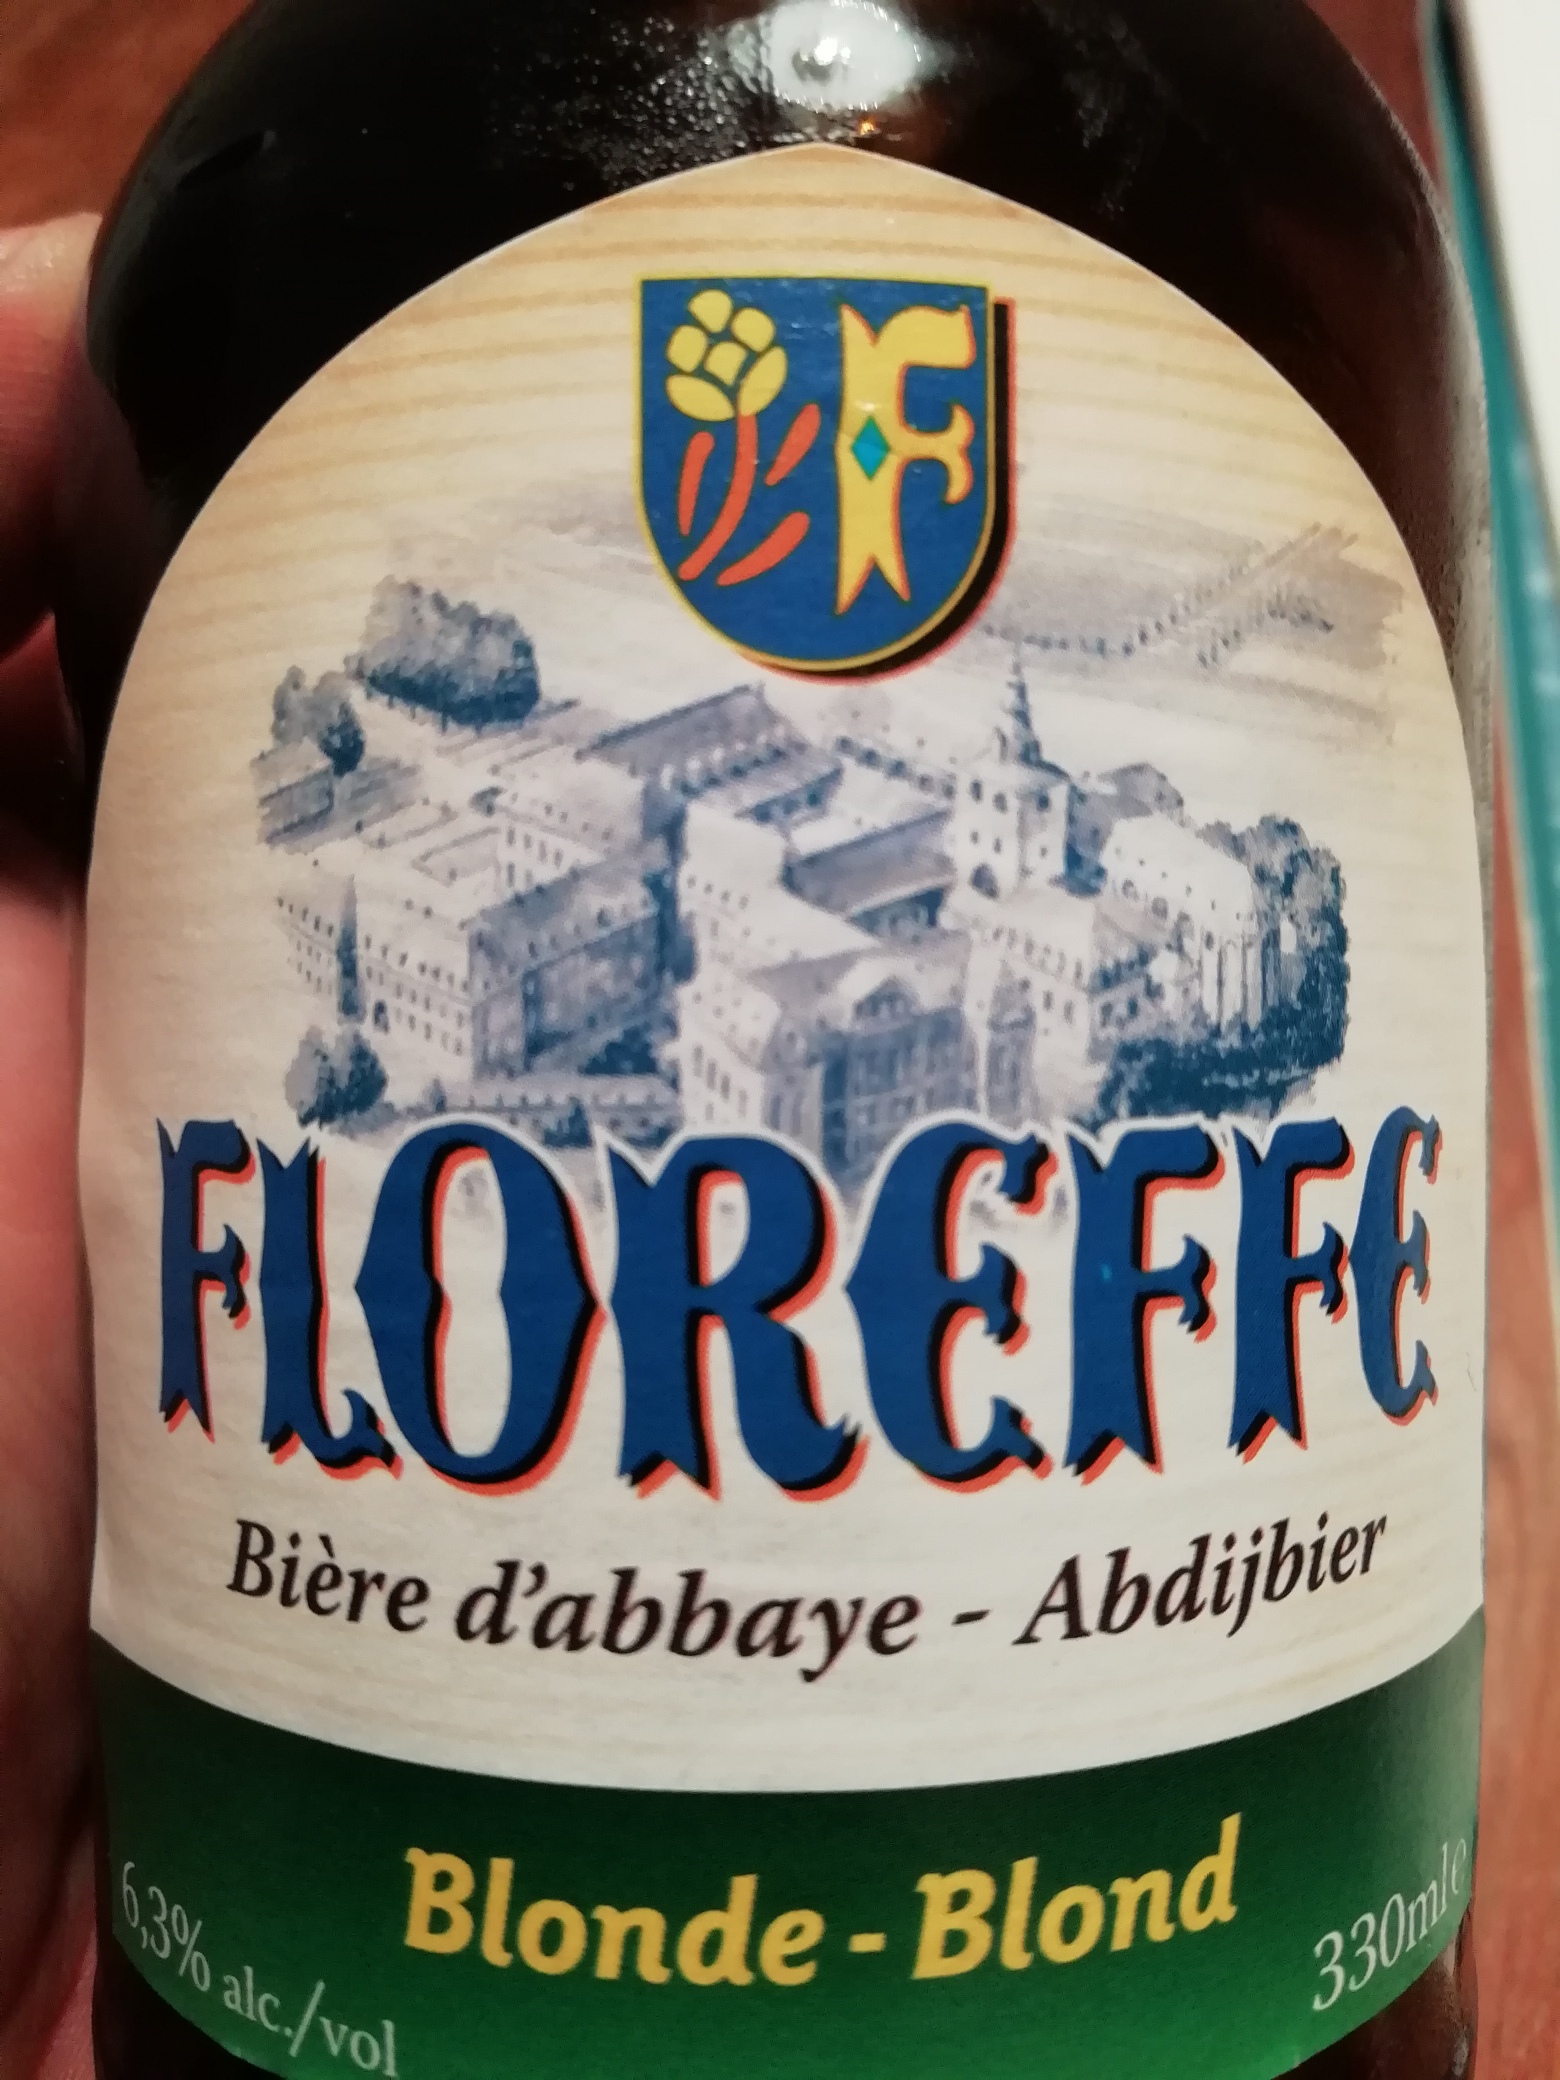 F
FLOREFFE
Bière d'abbaye - Abdijbier
Blonde - Blond
6,3% alc./vol
330ml e